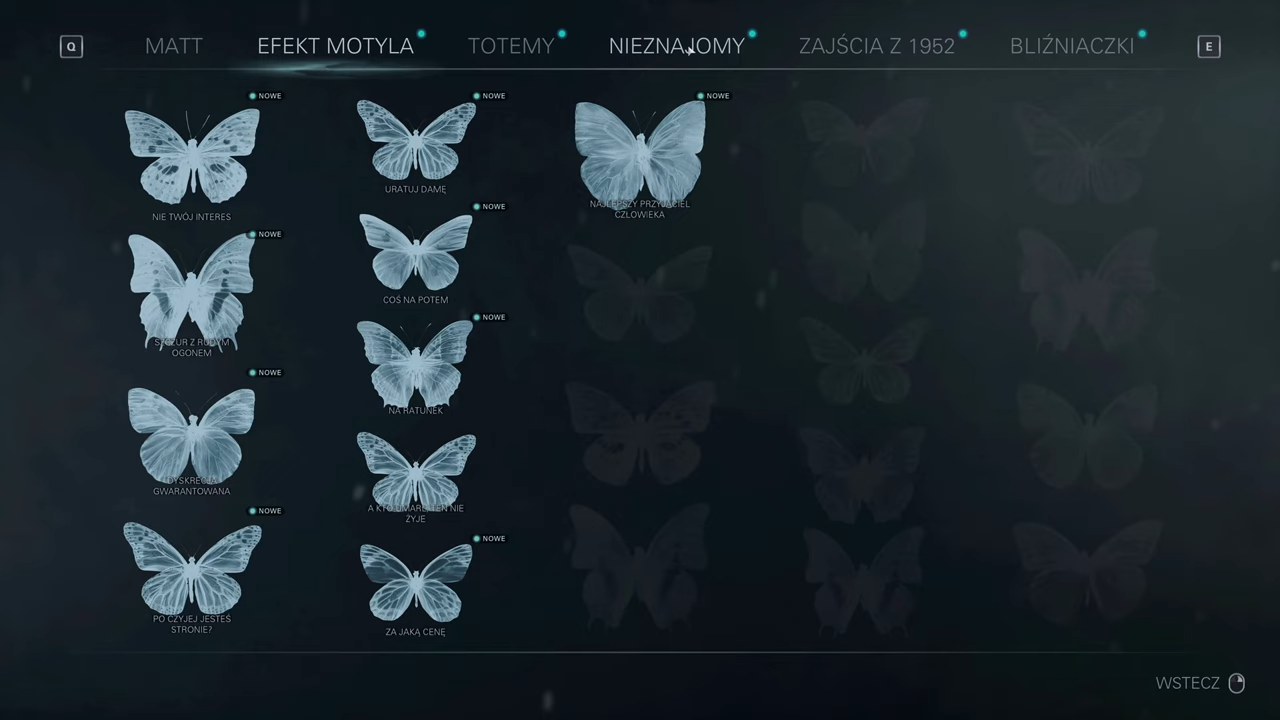 Q MATT EFEKT MOTYLA TOTEMY NIEZNAJOMY ZAJŚCIA Z 1952 BLIŹNIACZKI E
NOWE
NIE TWÓJ INTERES
NOWE
SZCZUR Z RUDYM
OGONEM
NOWE
DYSKRECJA
GWARANTOWANA
NOWE
PO CZYJEJ JESTEŚ
STRONIE?
NOWE
URATUJ DAMĘ
NOWE
COŚ NA POTEM
NOWE
NA RATUNEK
A KTO UMARŁ, TEN NIE
ŻYJE
NOWE
ZA JAKĄ CENĘ
NOWE
NAJLEPSZY PRZYJACIEL
CZŁOWIEKA
WSTECZ